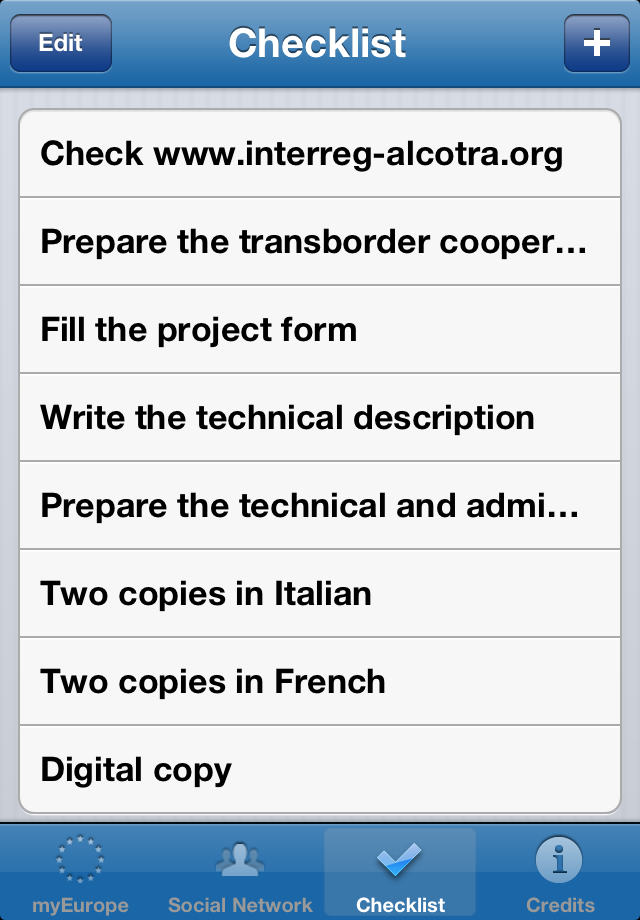 Edit
Checklist
+
Check www.interreg-alcotra.org
Prepare the transborder cooper...
Fill the project form
Write the technical description
Prepare the technical and admi...
Two copies in Italian
Two copies in French
Digital copy
myEurope
Social Network
Checklist
Credits